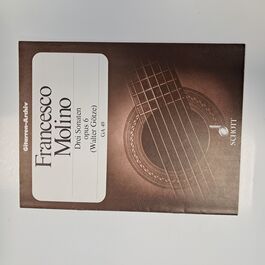 Gitarren-Archiv
Francesco
Molino
Drei Sonaten
opus 6
(Walter Götze)
GA 49
SCHOTT